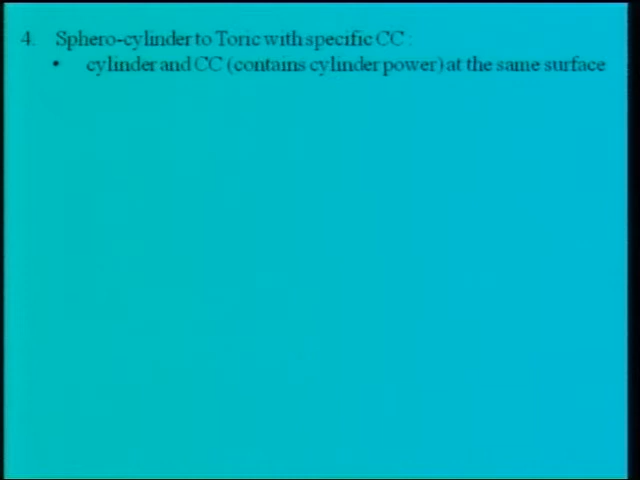 4. Sphero-cylinder to Toric with specific CC :
• cylinder and CC (contains cylinder power) at the same surface